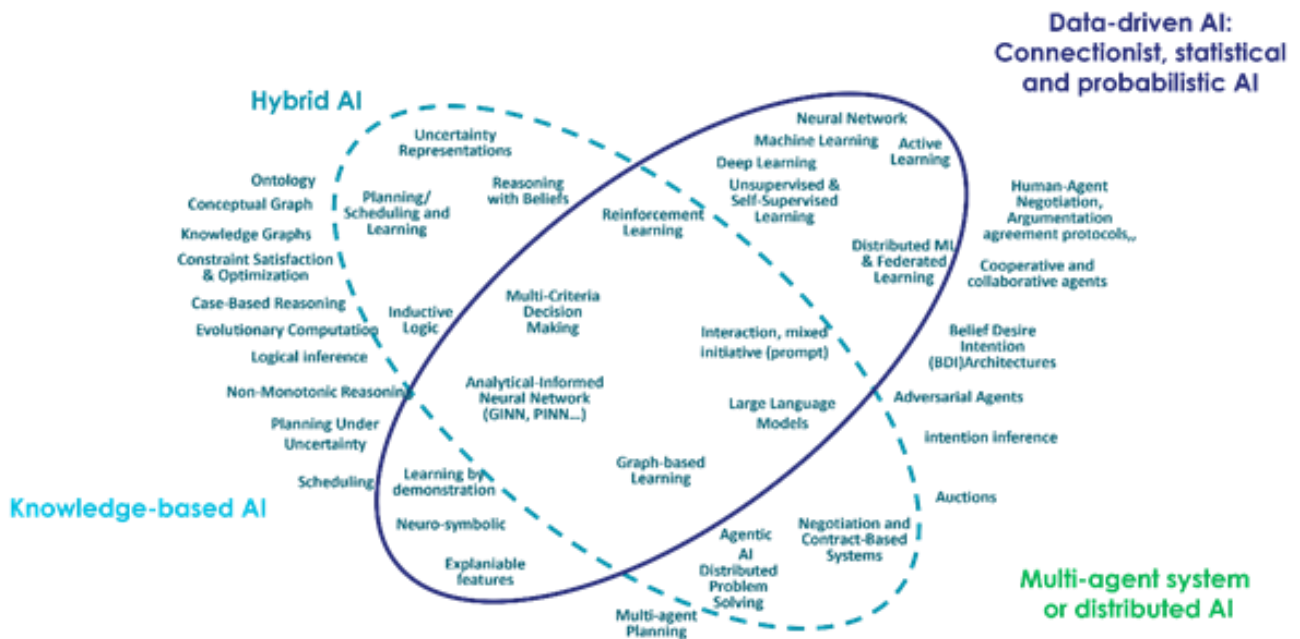 Data-driven AI:
Connectionist, statistical
and probabilistic AI
Hybrid AI
Uncertainty
Representations
Ontology
Conceptual Graph
Knowledge Graphs
Constraint Satisfaction
& Optimization
Case-Based Reasoning
Evolutionary Computation
Logical inference
Non-Monotonic Reasoning
Planning Under
Uncertainty
Scheduling
Knowledge-based AI
Planning/
Scheduling and
Learning
Reasoning
with Beliefs
Inductive
Logic
Neural Network
Machine Learning
Active
Learning
Deep Learning
Unsupervised &
Self-Supervised
Learning
Reinforcement
Learning
Distributed ML
& Federated
Learning
Multi-Criteria
Decision
Making
Interaction, mixed
initiative (prompt)
Analytical-Informed
Neural Network
(GINN, PINN...)
Large Language
Models
Graph-based
Learning
Learning by
demonstration
Neuro-symbolic
Explaniable
features
Human-Agent
Negotiation,
Argumentation
agreement protocols,,
Cooperative and
collaborative agents
Belief Desire
Intention
(BDI)Architectures
Adversarial Agents
intention inference
Auctions
Negotiation and
Contract-Based
Systems
Agentic
AI
Distributed
Problem
Solving
Multi-agent
Planning
Multi-agent system
or distributed AI